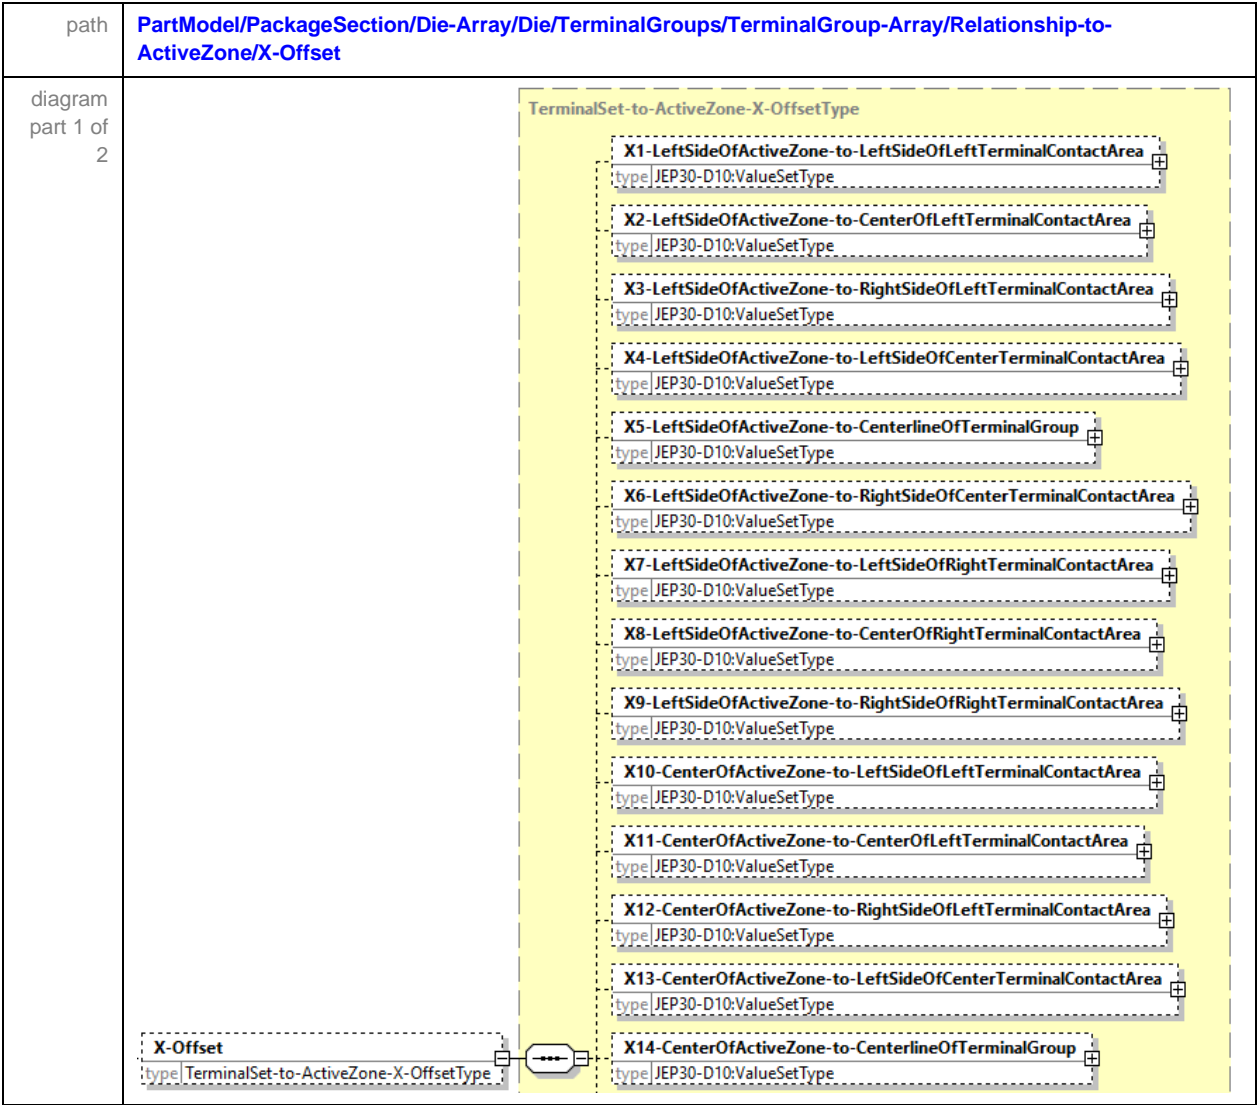 path
PartModel/PackageSection/Die-Array/Die/TerminalGroups/TerminalGroup-Array/Relationship-to-
ActiveZone/X-Offset
diagram
part 1 of
2
TerminalSet-to-ActiveZone-X-OffsetType
X1-LeftSideOfActiveZone-to-LeftSideOfLeftTerminalContactArea
type JEP30-D10:ValueSetType
X2-LeftSideOfActiveZone-to-CenterOfLeftTerminalContactArea
type JEP30-D10:ValueSetType
X3-LeftSideOfActiveZone-to-RightSideOfLeftTerminalContactArea
type JEP30-D10:ValueSetType
X4-LeftSideOfActiveZone-to-LeftSideOfCenterTerminalContactArea
type JEP30-D10:ValueSetType
X5-LeftSideOfActiveZone-to-CenterlineOfTerminalGroup
type JEP30-D10:ValueSetType
X6-LeftSideOfActiveZone-to-RightSideOfCenterTerminalContactArea
type JEP30-D10:ValueSetType
X7-LeftSideOfActiveZone-to-LeftSideOfRightTerminalContactArea
type JEP30-D10:ValueSetType
X8-LeftSideOfActiveZone-to-CenterOfRightTerminalContactArea
type JEP30-D10:ValueSetType
X9-LeftSideOfActiveZone-to-RightSideOfRightTerminalContactArea
type JEP30-D10:ValueSetType
X10-CenterOfActiveZone-to-LeftSideOfLeftTerminalContactArea
type JEP30-D10:ValueSetType
X11-CenterOfActiveZone-to-CenterOfLeftTerminalContactArea
type JEP30-D10:ValueSetType
X12-CenterOfActiveZone-to-RightSideOfLeftTerminalContactArea
type JEP30-D10:ValueSetType
X13-CenterOfActiveZone-to-LeftSideOfCenterTerminalContactArea
type JEP30-D10:ValueSetType
X-Offset
type TerminalSet-to-ActiveZone-X-OffsetType
X14-CenterOfActiveZone-to-CenterlineOfTerminalGroup
type JEP30-D10:ValueSetType